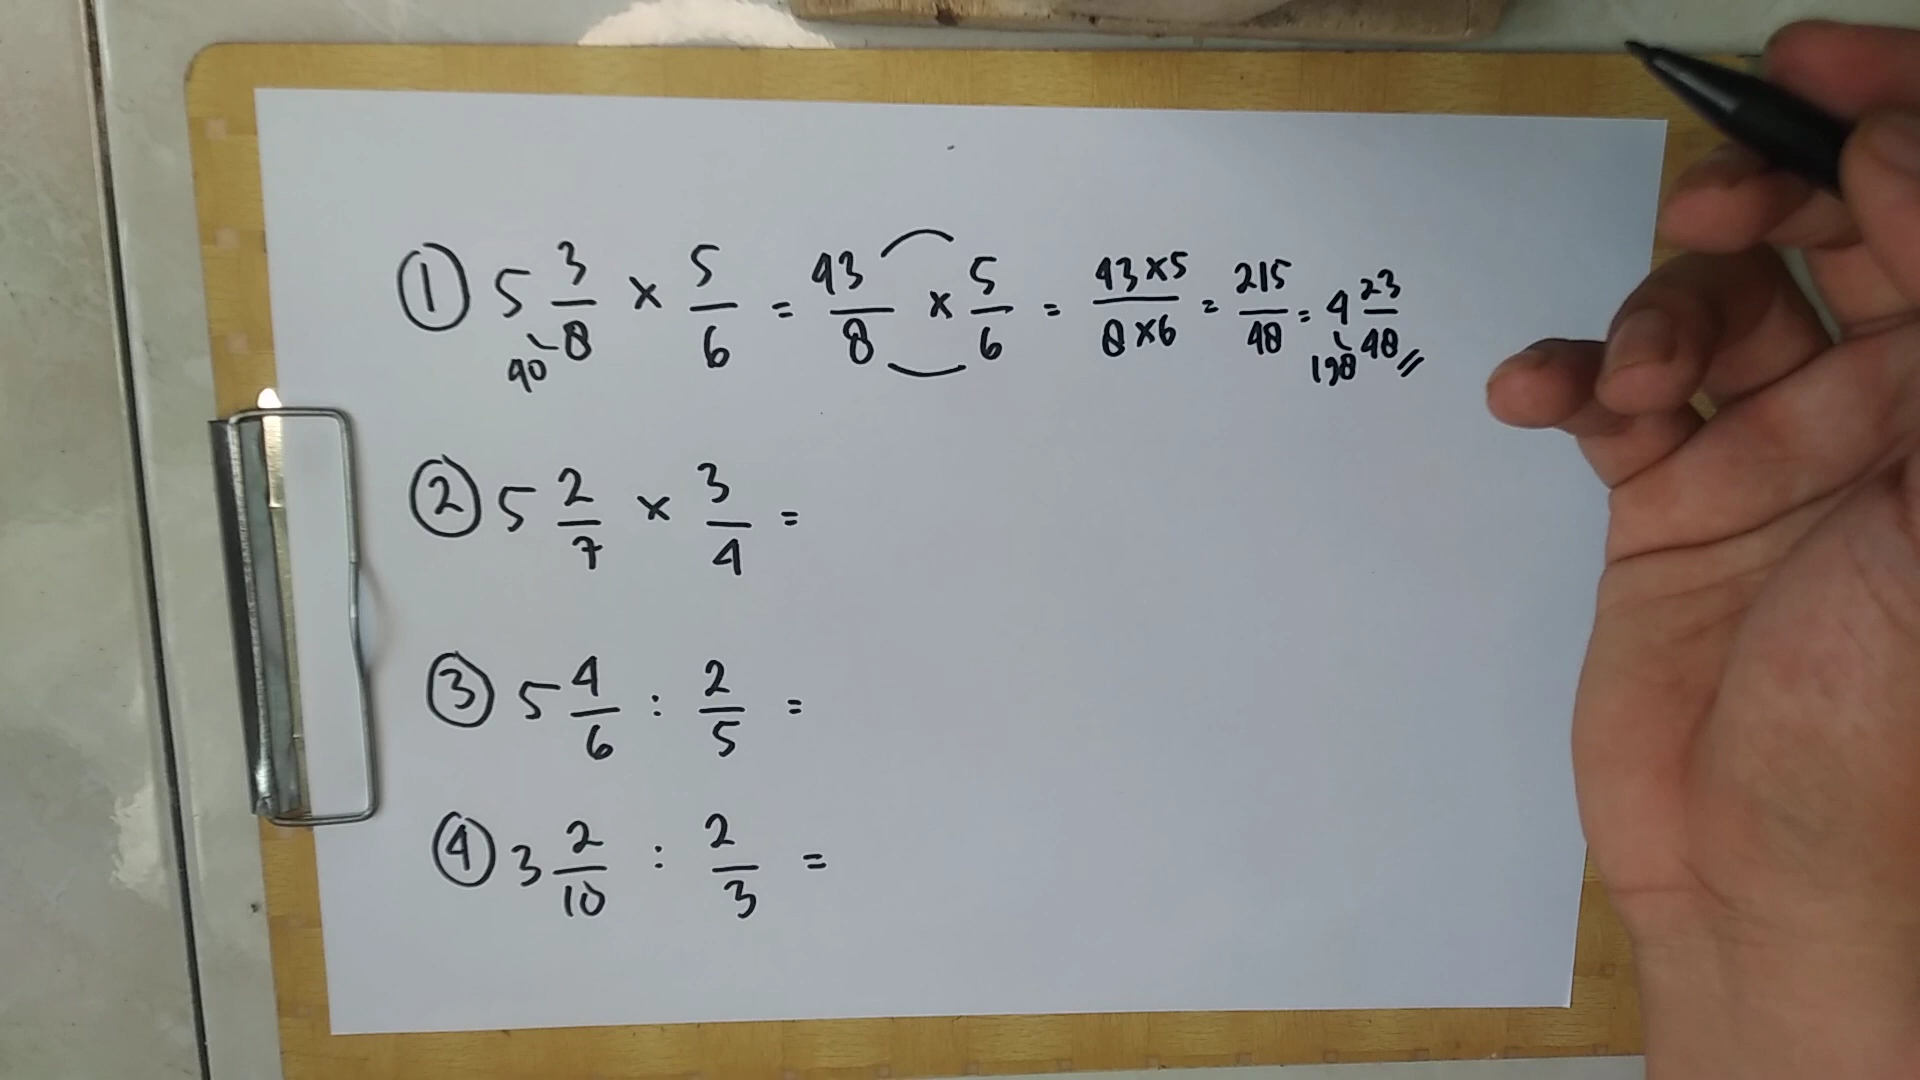 ① 5 3/8 × 5/6 = 43/8 × 5/6 = 43×5/8×6 = 215/48 = 4 23/48 //
40 198
② 5 2/7 × 3/4 =
③ 5 4/6 : 2/5 =
④ 3 2/10 : 2/3 =